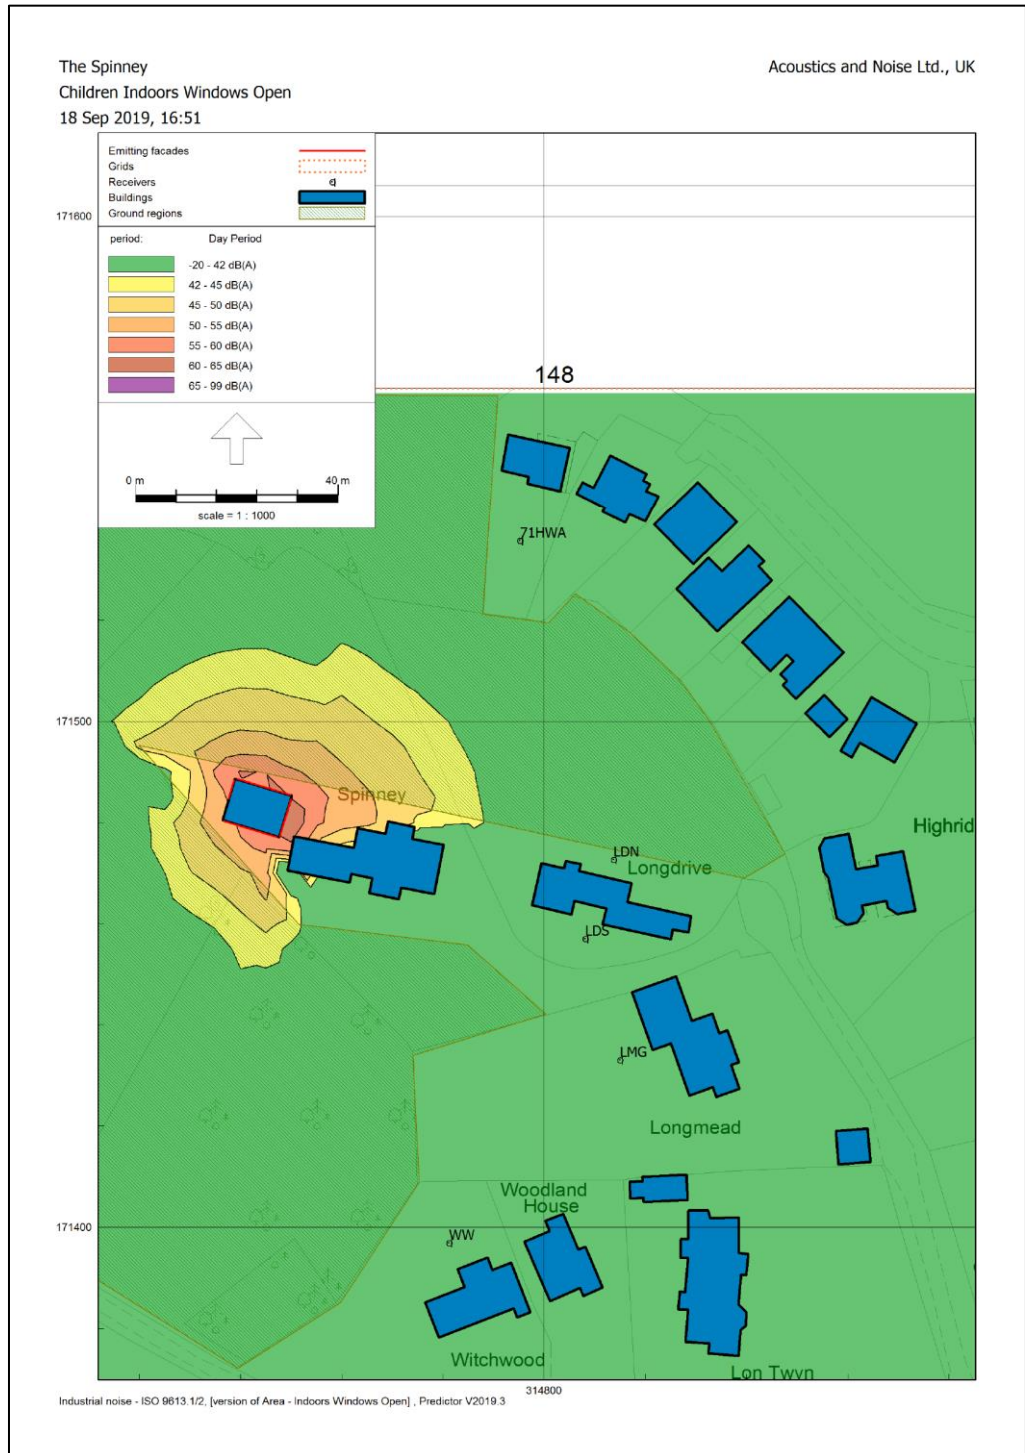 The Spinney
Acoustics and Noise Ltd., UK
Children Indoors Windows Open
18 Sep 2019, 16:51
Emitting facades
Grids
Receivers
Buildings
Ground regions
171600
period: Day Period
-20 - 42 dB(A)
42 - 45 dB(A)
45 - 50 dB(A)
50 - 55 dB(A)
55 - 60 dB(A)
60 - 65 dB(A)
65 - 99 dB(A)
148
0 m 40 m
scale = 1 : 1000
71HWA
171500
Spinney
Highrid
LDN
Longdrive
LDS
LMG
Longmead
Woodland
House
171400
WW
Witchwood
Lon Twyn
314800
Industrial noise - ISO 9613.1/2, [version of Area - Indoors Windows Open] , Predictor V2019.3